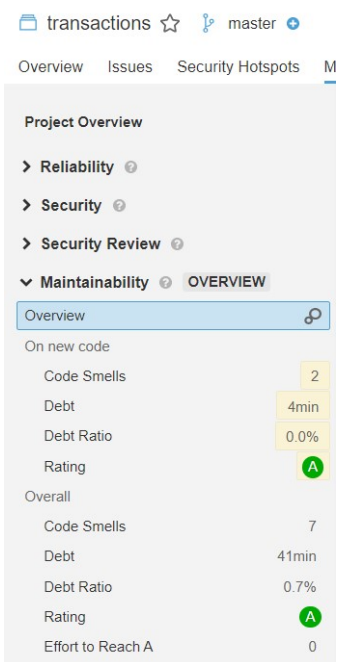 transactions master
Overview Issues Security Hotspots M
Project Overview
Reliability ?
Security ?
Security Review ?
Maintainability ? OVERVIEW
Overview
On new code
Code Smells 2
Debt 4min
Debt Ratio 0.0%
Rating A
Overall
Code Smells 7
Debt 41min
Debt Ratio 0.7%
Rating A
Effort to Reach A 0